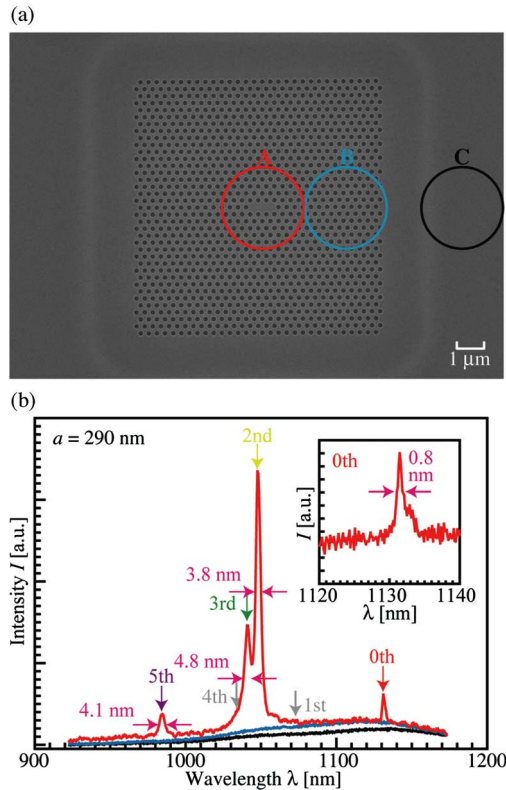 (a)
A
B
C
1 μm
(b)
a = 290 nm
2nd
0th
0.8
nm
I [a.u.]
1120
1130
1140
λ [nm]
Intensity I [a.u.]
3.8 nm
3rd
4.8 nm
5th
4th
1st
0th
4.1 nm
900
1000
1100
1200
Wavelength λ [nm]